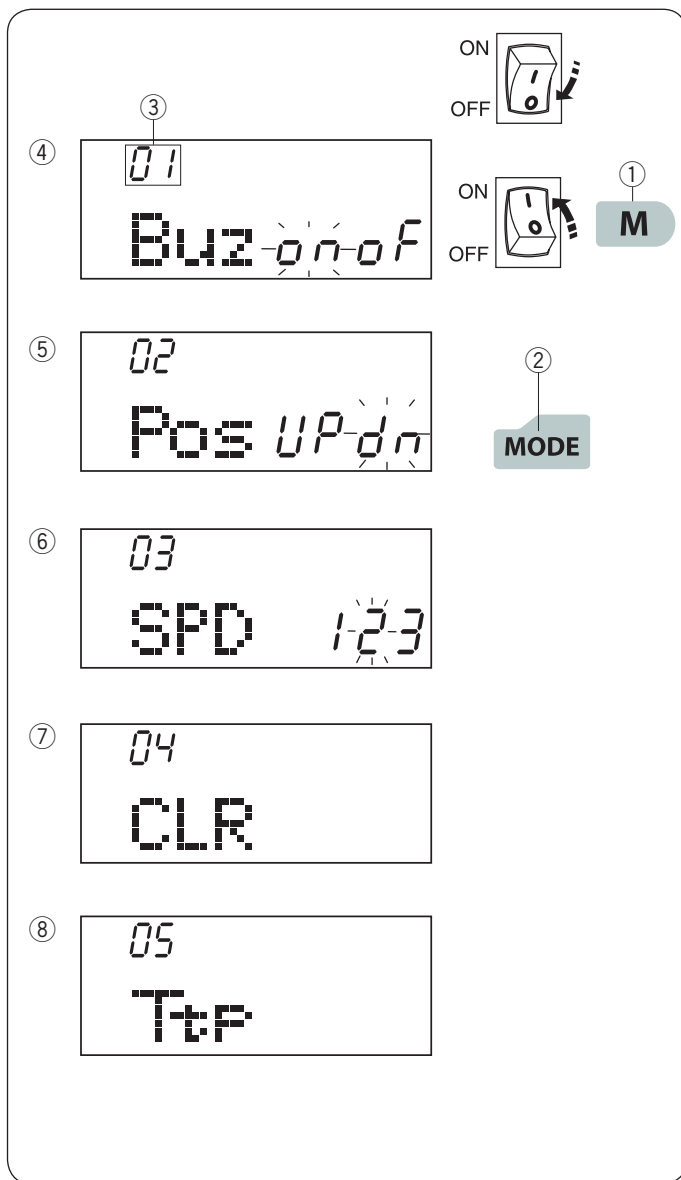 ON
OFF
③
④
01
Buz on-oF
ON
OFF
①
M
⑤
02
Pos UP-dn
②
MODE
⑥
03
SPD 1-2-3
⑦
04
CLR
⑧
05
Ttp